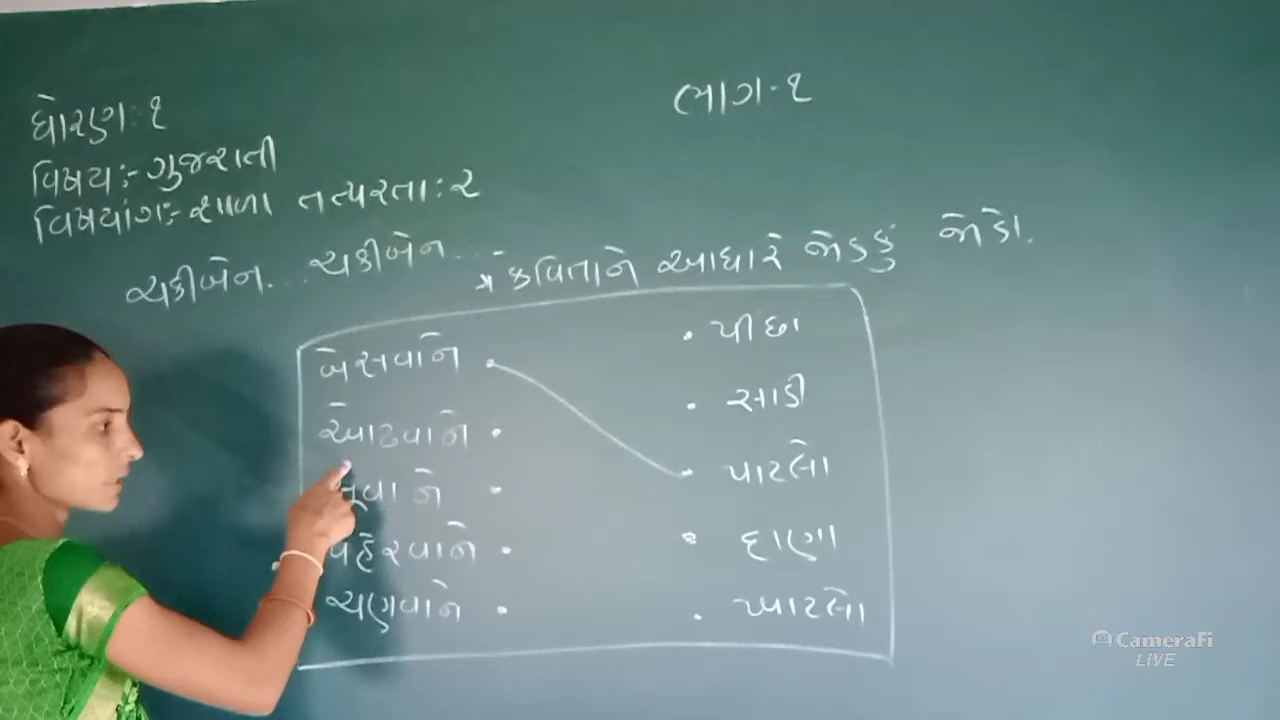 ભાગ-૧
ધોરણ:૧
વિષય:-ગુજરાતી
વિષયાંગ:-શાળા તત્પરતા:૨
ચકીબેન... ચકીબેન...
* કવિતાને આધારે જોડકું જોડો.
બેસવાને • • પીછા
ઓઢવાને • • સાડી
સૂવાને • • પાટલો
પહેરવાને • • દાણા
ચણવાને • • ખાટલો
CameraFi
LIVE